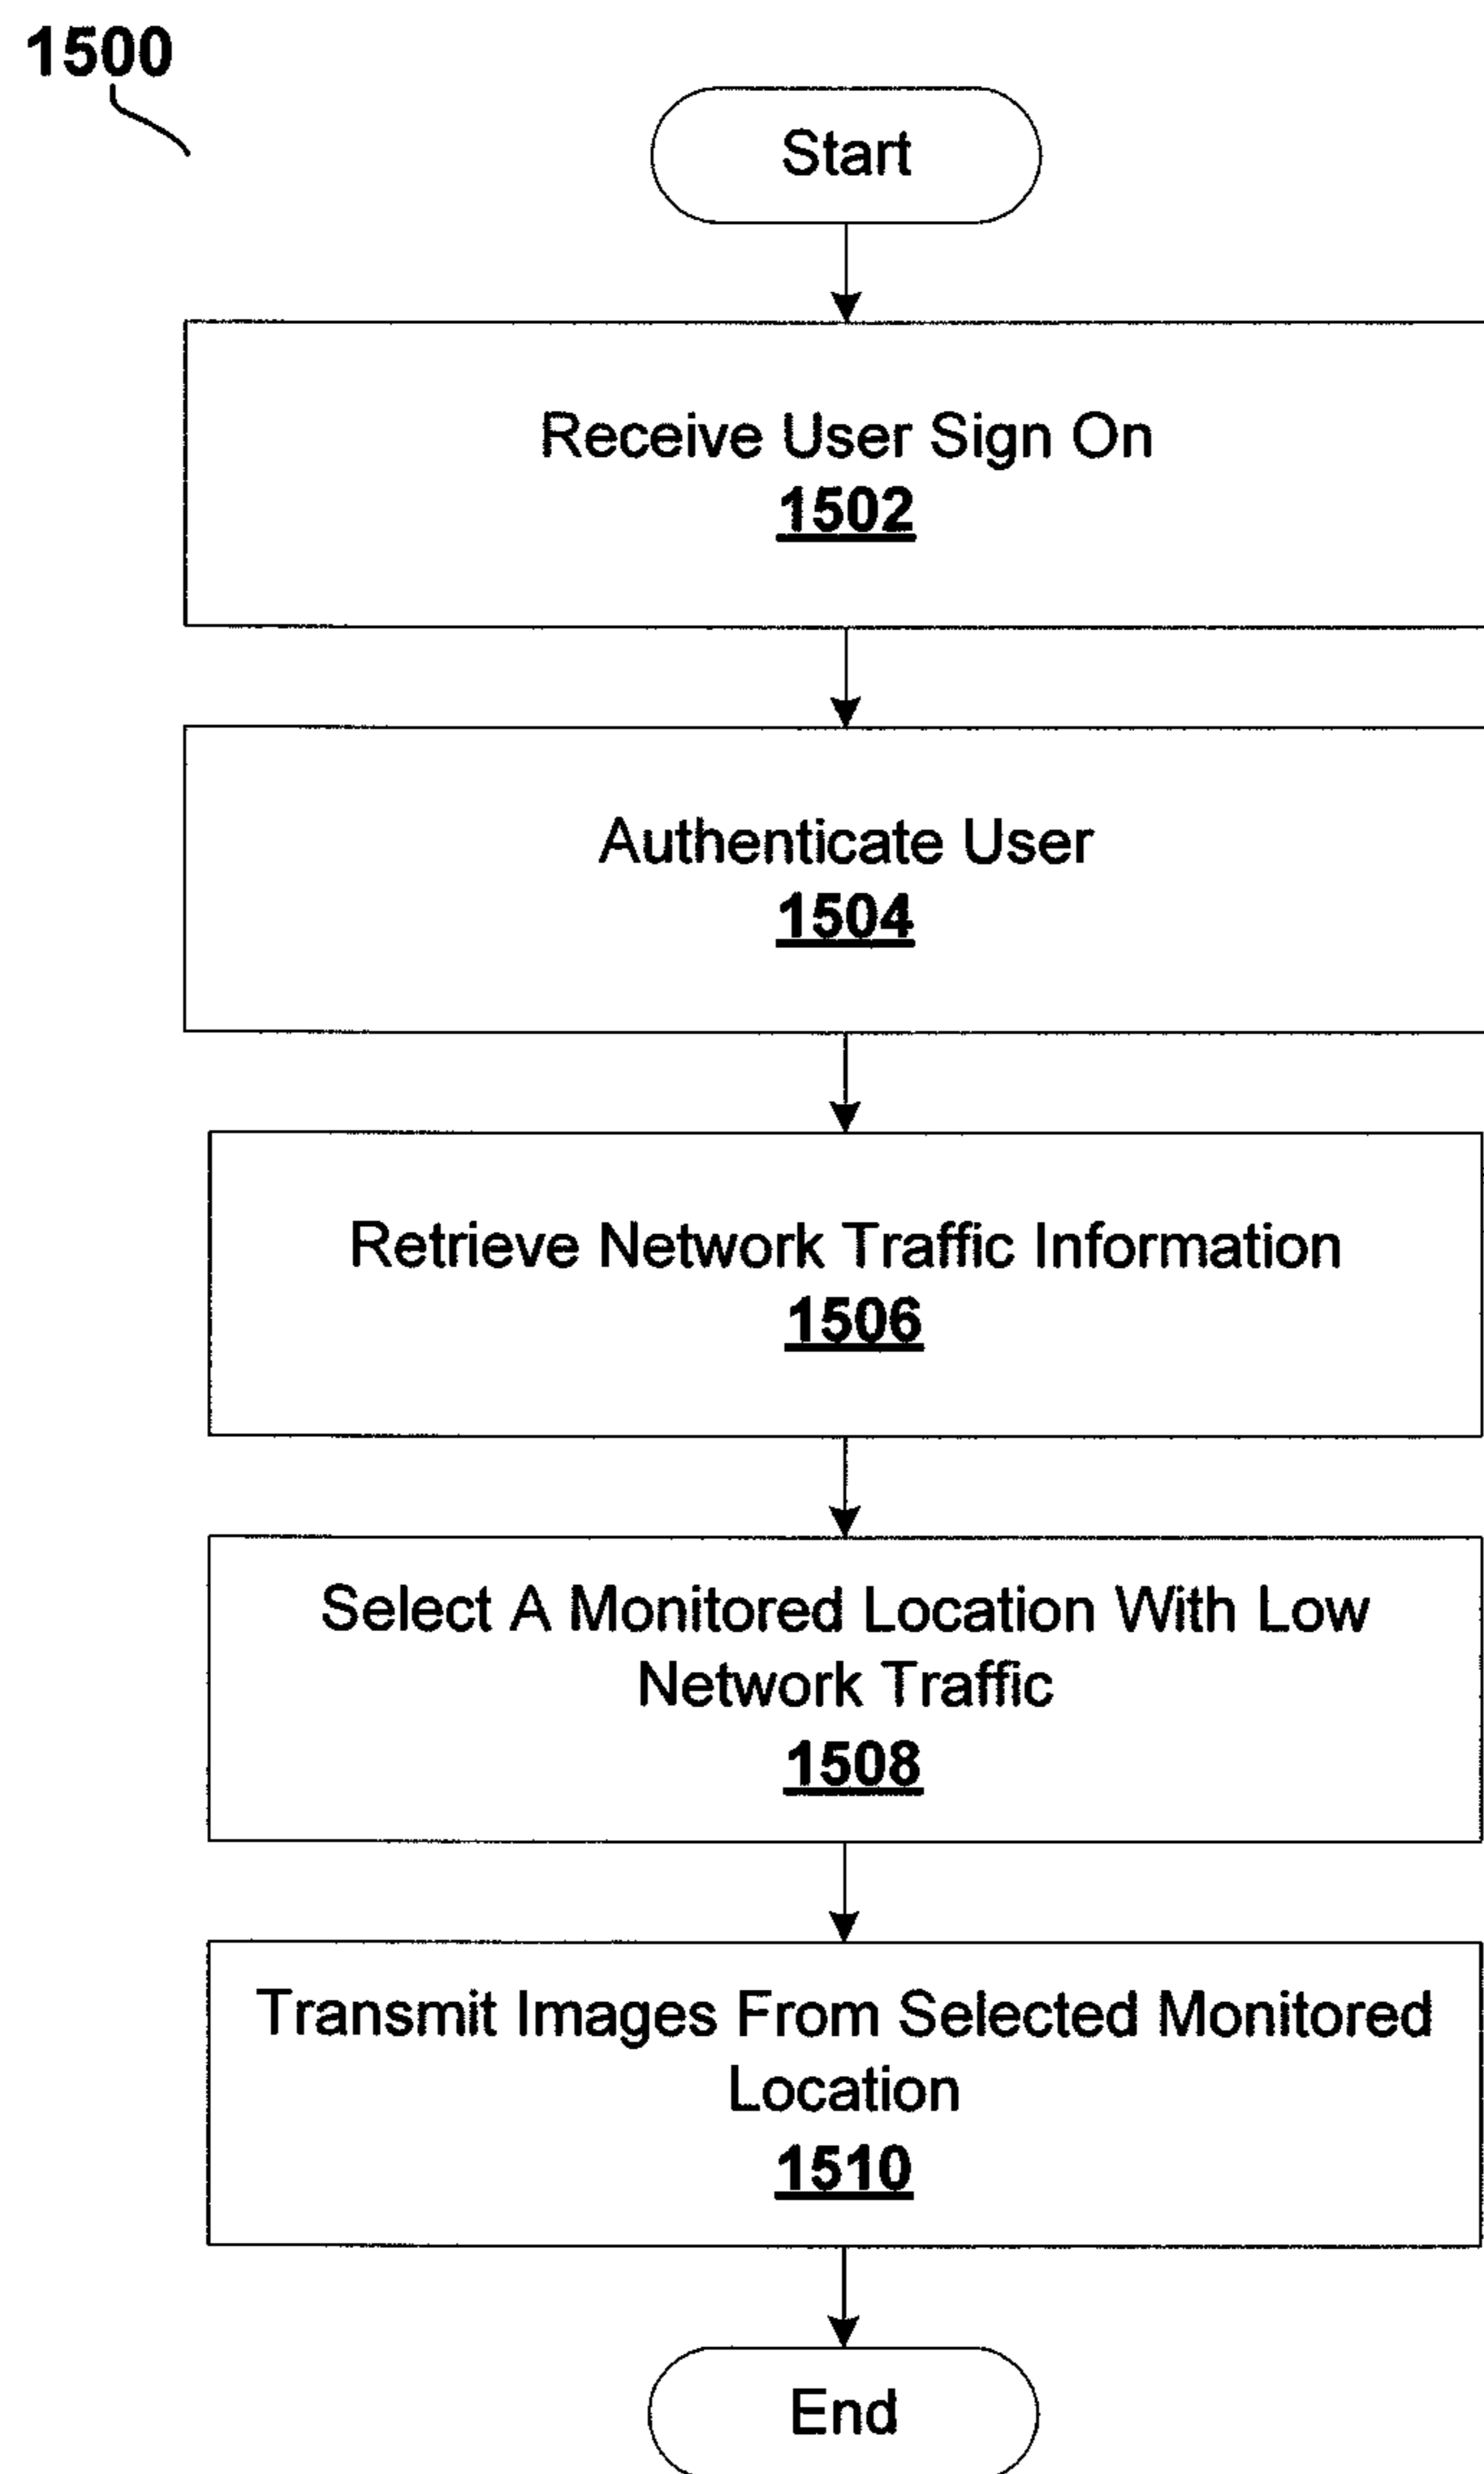 1500
Start
Receive User Sign On
1502
Authenticate User
1504
Retrieve Network Traffic Information
1506
Select A Monitored Location With Low
Network Traffic
1508
Transmit Images From Selected Monitored
Location
1510
End